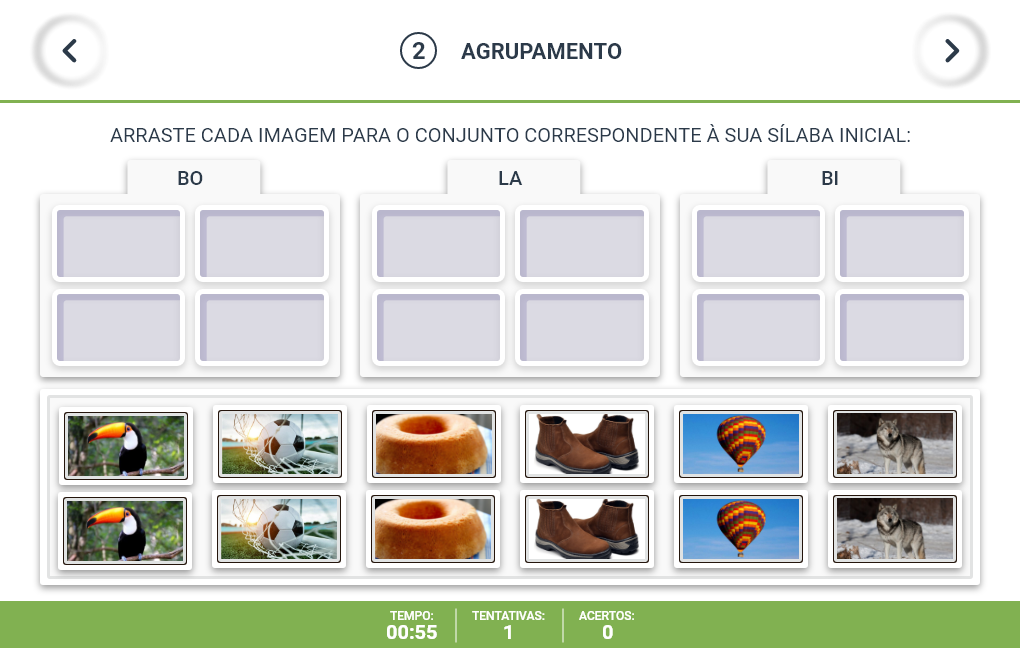 2 AGRUPAMENTO
ARRASTE CADA IMAGEM PARA O CONJUNTO CORRESPONDENTE À SUA SÍLABA INICIAL:
BO LA BI
TEMPO: TENTATIVAS: ACERTOS:
00:55 1 0